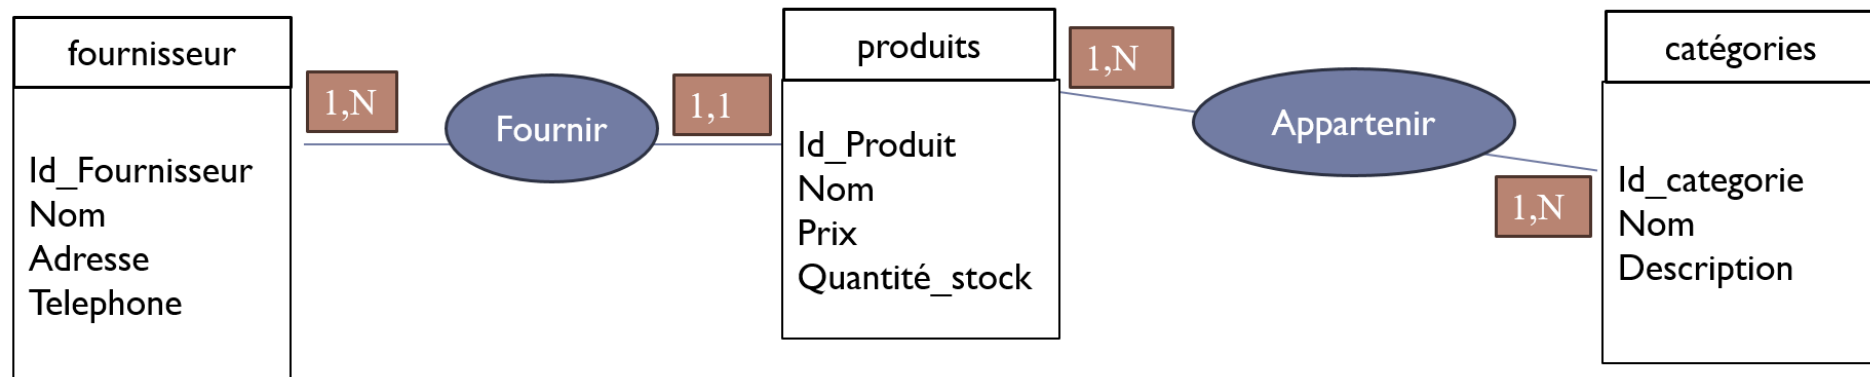 fournisseur
Id_Fournisseur
Nom
Adresse
Telephone
1,N
Fournir
1,1
produits
Id_Produit
Nom
Prix
Quantité_stock
1,N
Appartenir
1,N
catégories
Id_categorie
Nom
Description